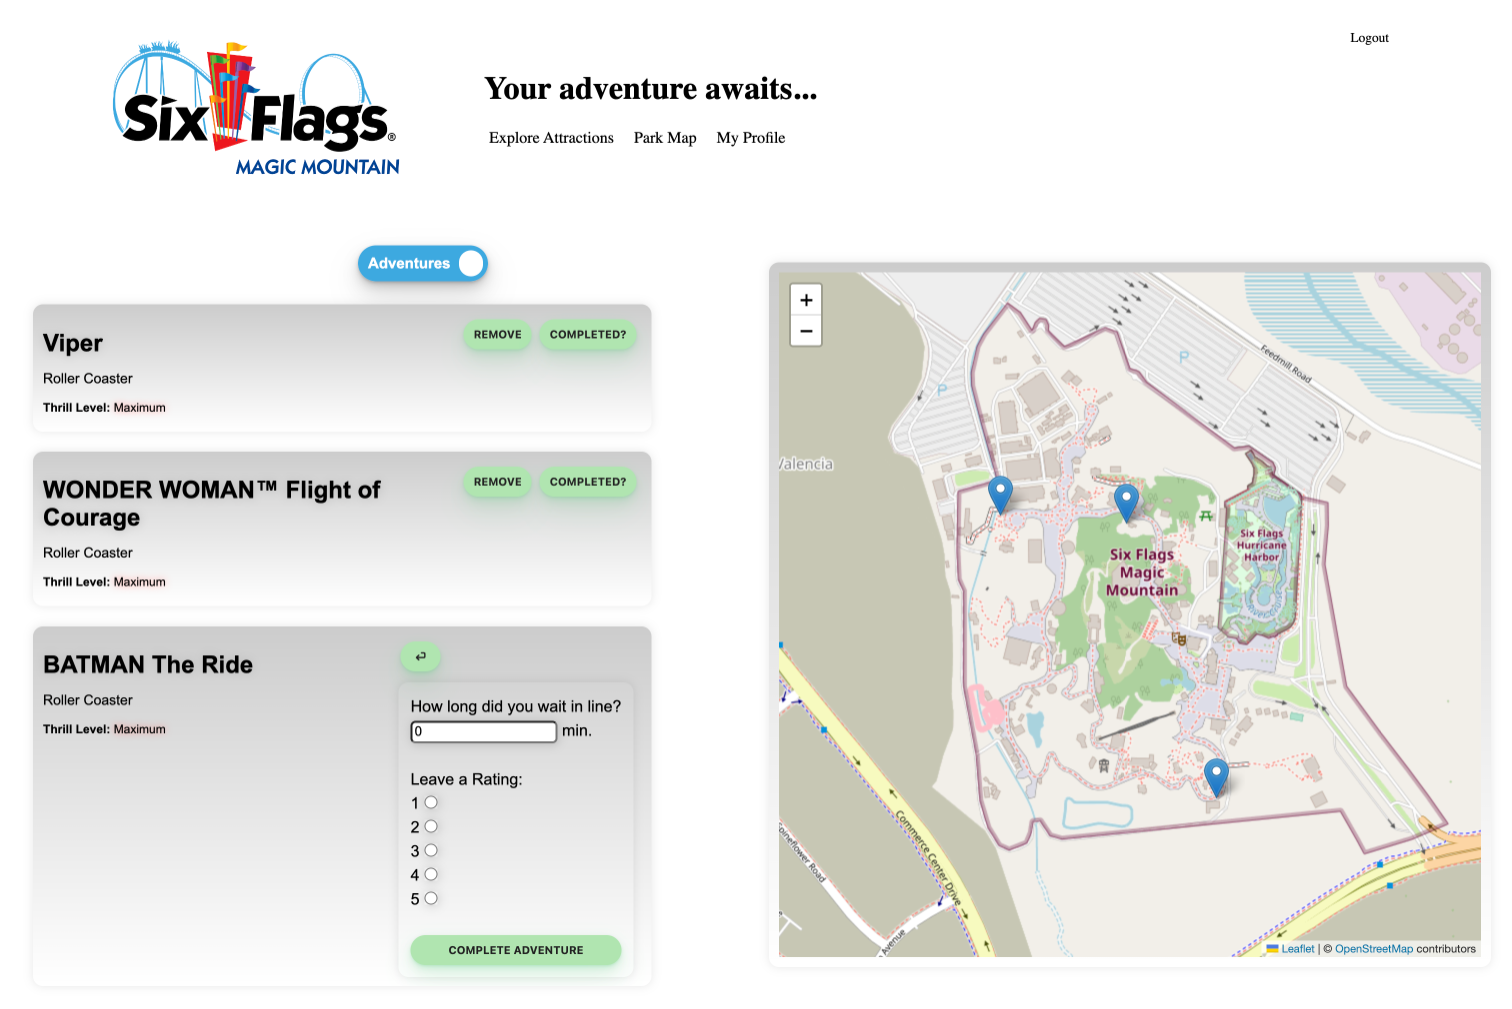 Logout
Six Flags®
MAGIC MOUNTAIN
Your adventure awaits...
Explore Attractions Park Map My Profile
Adventures
Viper
REMOVE COMPLETED?
Roller Coaster
Thrill Level: Maximum
WONDER WOMAN™ Flight of
Courage
REMOVE COMPLETED?
Roller Coaster
Thrill Level: Maximum
BATMAN The Ride
⏎
Roller Coaster
Thrill Level: Maximum
How long did you wait in line?
0 min.
Leave a Rating:
1
2
3
4
5
COMPLETE ADVENTURE
+
−
P
P
Feedmill Road
Valencia
Six Flags
Magic
Mountain
Six Flags
Hurricane
Harbor
Commerce Center Drive
Avenue
Leaflet | © OpenStreetMap contributors